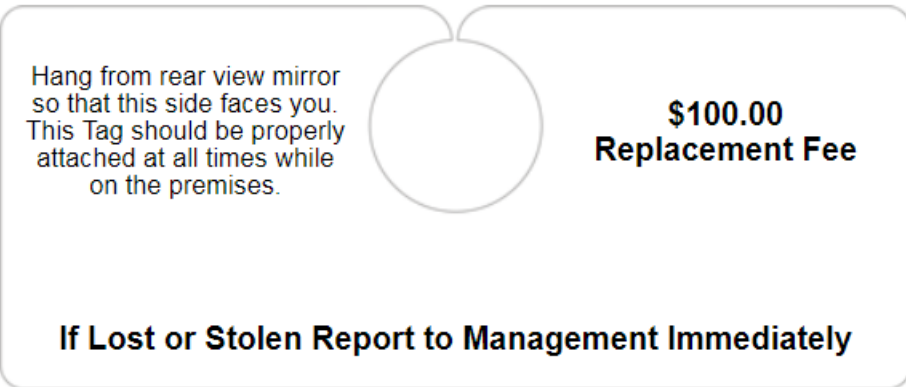 Hang from rear view mirror
so that this side faces you.
This Tag should be properly
attached at all times while
on the premises.
$100.00
Replacement Fee
If Lost or Stolen Report to Management Immediately